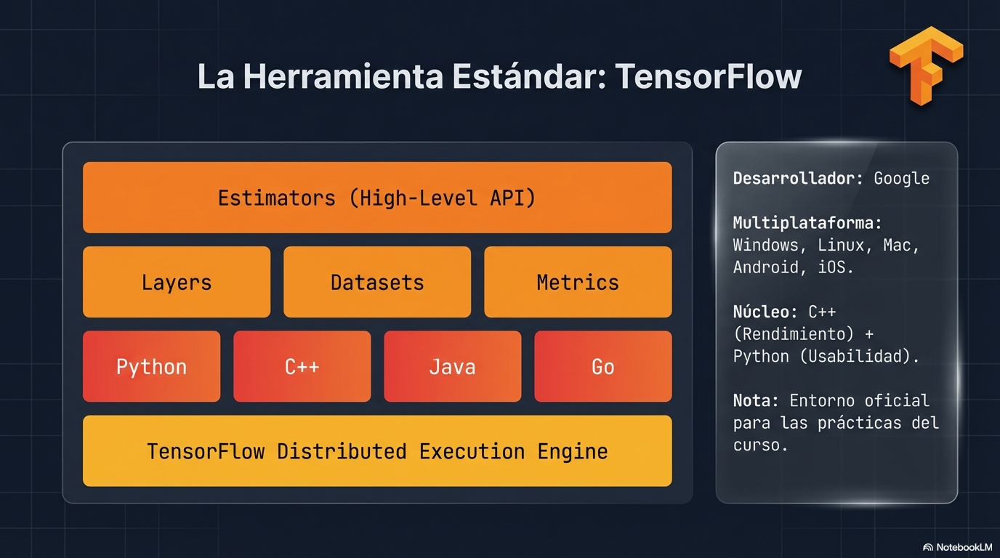 La Herramienta Estándar: TensorFlow
Estimators (High-Level API)
Layers
Datasets
Metrics
Python
C++
Java
Go
TensorFlow Distributed Execution Engine
Desarrollador: Google
Multiplataforma:
Windows, Linux, Mac,
Android, iOS.
Núcleo: C++
(Rendimiento) +
Python (Usabilidad).
Nota: Entorno oficial
para las prácticas del
curso.
NotebookLM